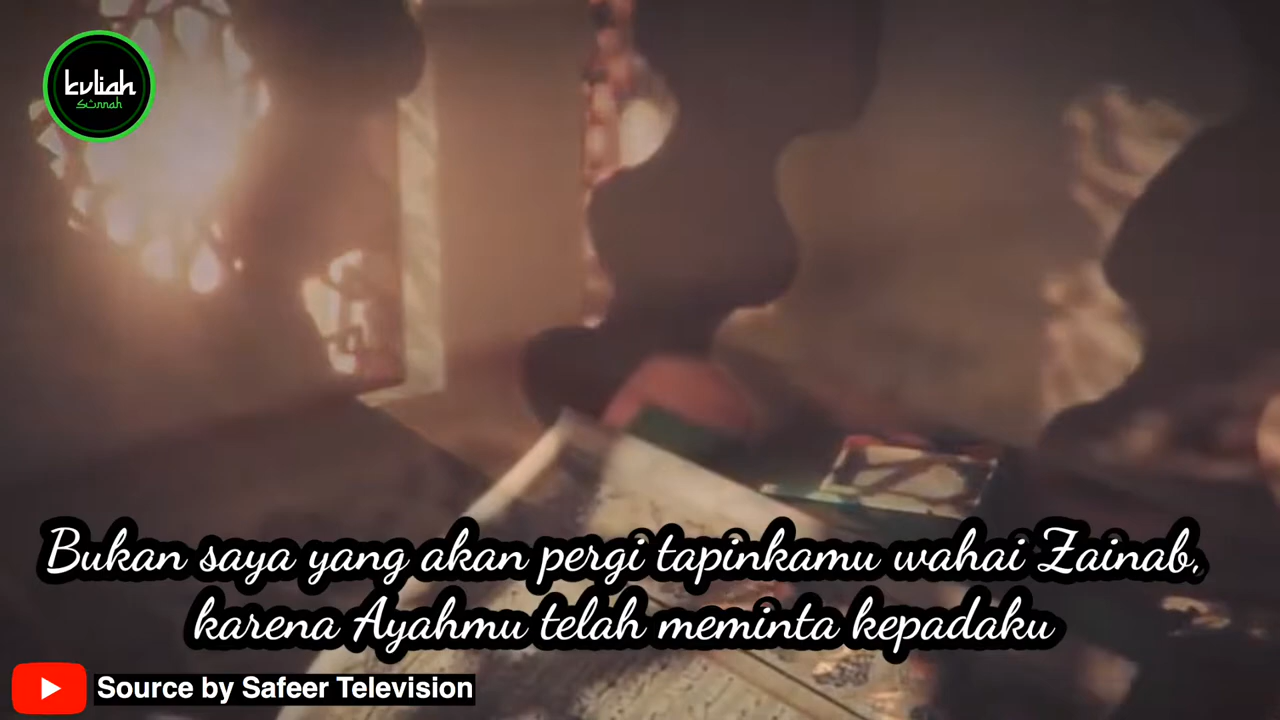 kuliah
sunnah
Bukan saya yang akan pergi tapinkamu wahai Zainab,
karena Ayahmu telah meminta kepadaku
Source by Safeer Television